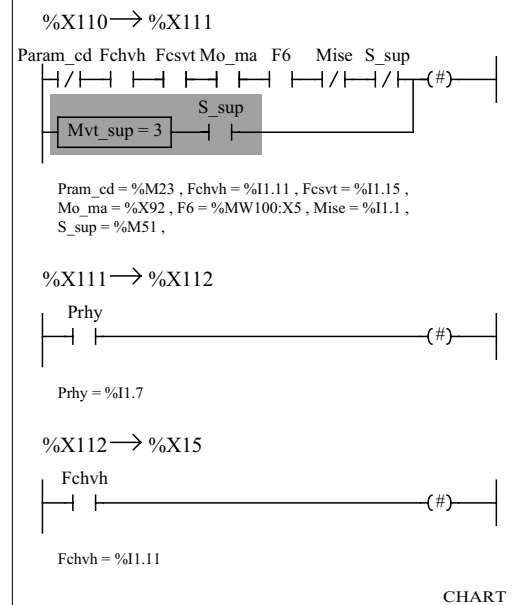 %X110→%X111
Param_cd Fchvh Fcsvt Mo_ma F6 Mise S_sup
(#)
S_sup
Mvt_sup = 3
Pram_cd = %M23 , Fchvh = %I1.11 , Fcsvt = %I1.15 ,
Mo_ma = %X92 , F6 = %MW100:X5 , Mise = %I1.1 ,
S_sup = %M51 ,
%X111→%X112
Prhy
(#)
Prhy = %I1.7
%X112→%X15
Fchvh
(#)
Fchvh = %I1.11
CHART